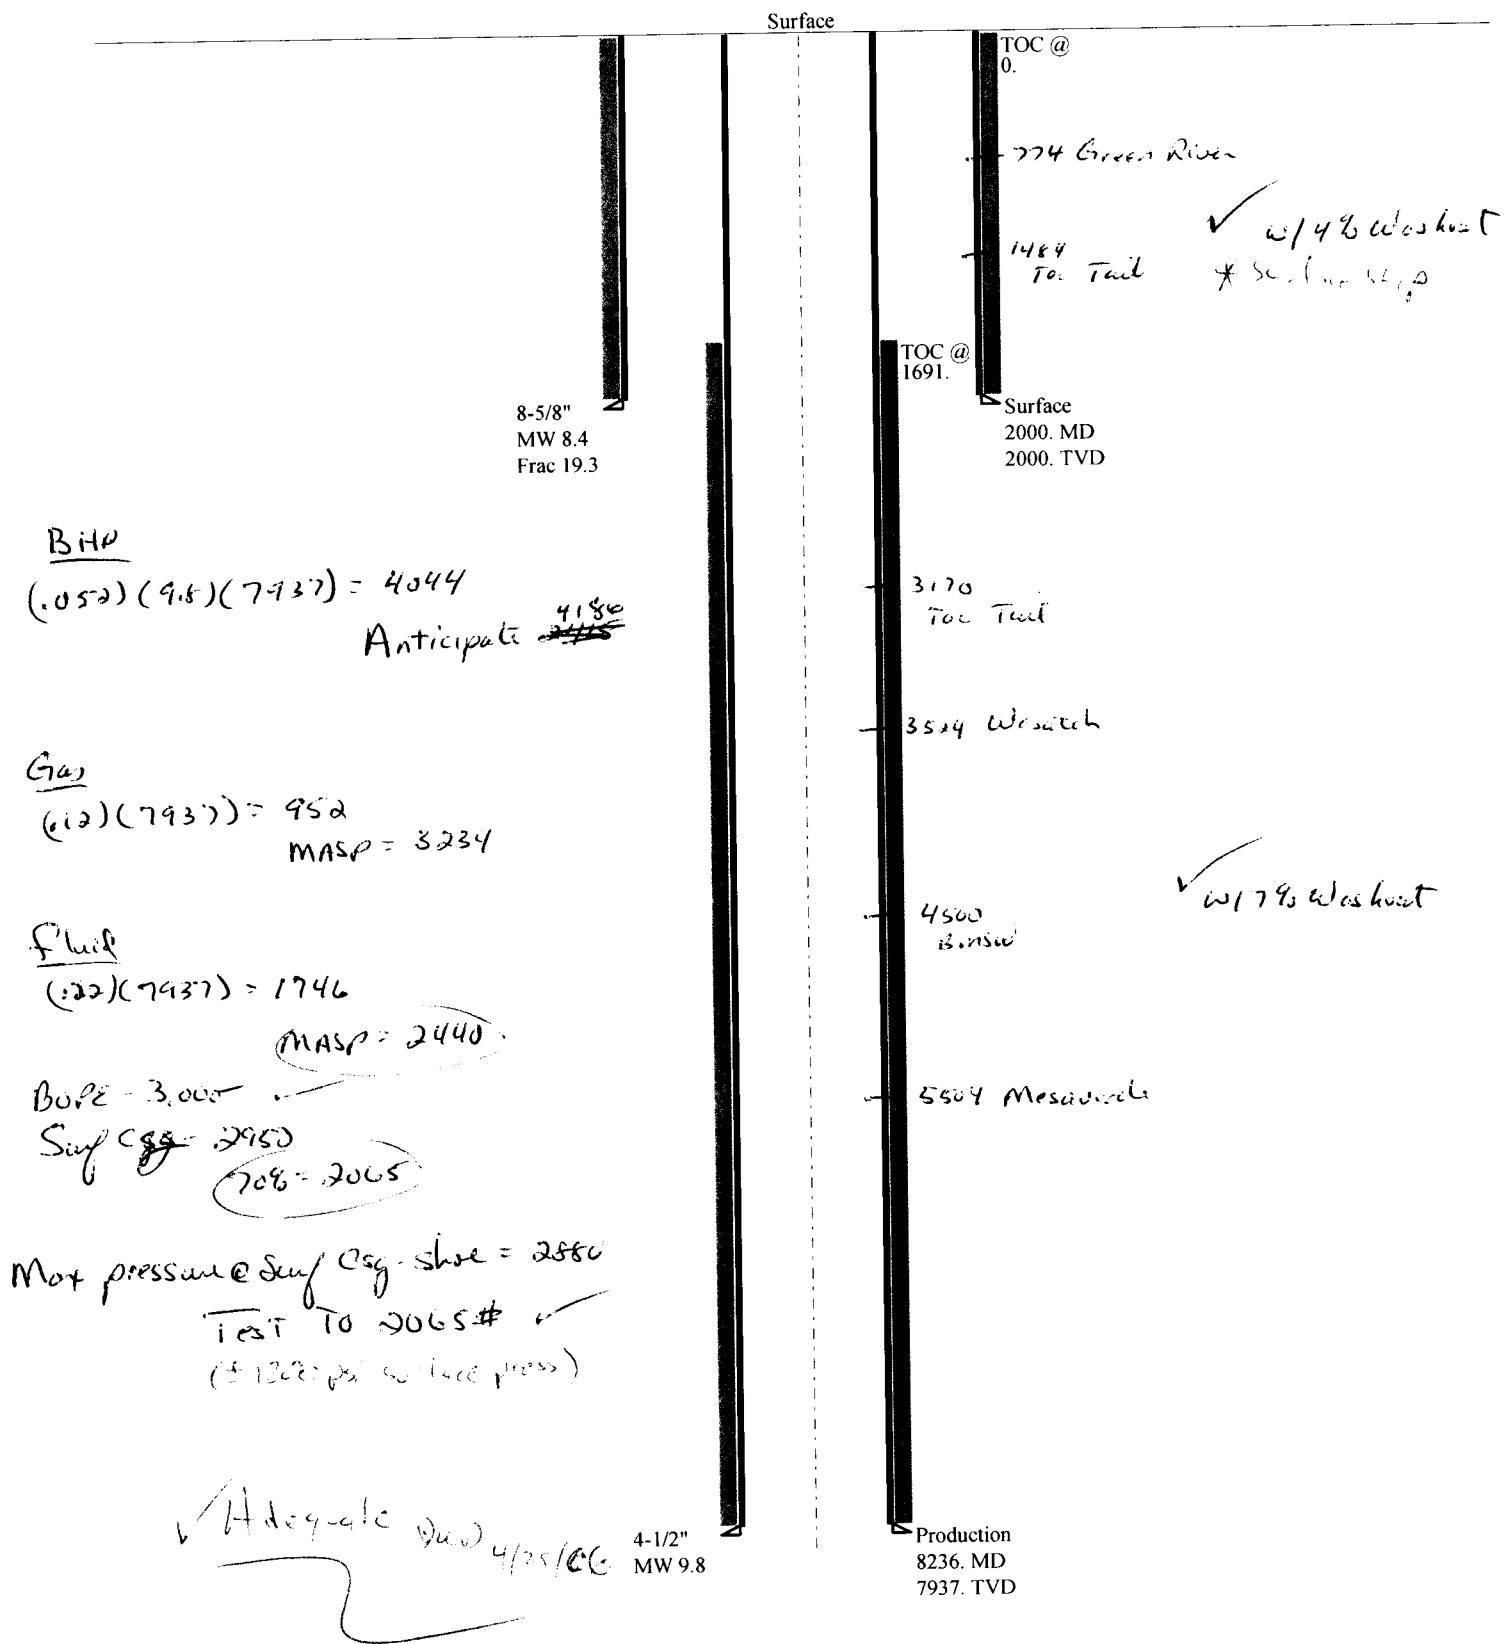 Surface
TOC @
0.
774 Green River
✓ w/ 4% Washout
1484
Toc Tail
*
TOC @
1691.
8-5/8"
MW 8.4
Frac 19.3
Surface
2000. MD
2000. TVD
BHP
(.052)(9.8)(7937) = 4044
Anticipate 4186
3170
Toc Tail
3524 Wasatch
Gas
(.12)(7937) = 952
MASP = 3234
✓ w/ 7% Washout
4500
BMSW
Fluid
(.22)(7937) = 1746
MASP = 2440
BOPE - 3,000 ✓
5504 Mesaverde
Surf Csg - 2950
70% = 2065
Max pressure @ Surf Csg shoe = 2880
Test To 2065# ✓
psi surface press)
✓ Adequate
4/25/06
4-1/2"
MW 9.8
Production
8236. MD
7937. TVD